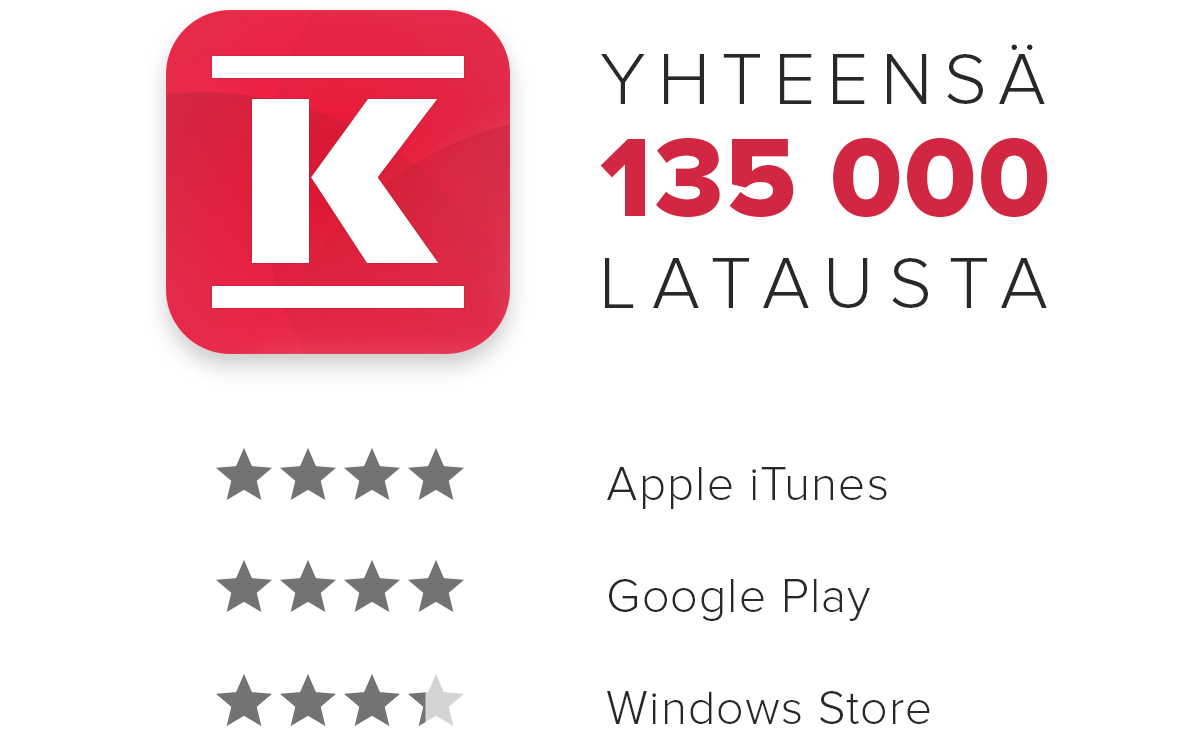 K
YHTEENSÄ
135 000
LATAUSTA
Apple iTunes
Google Play
Windows Store